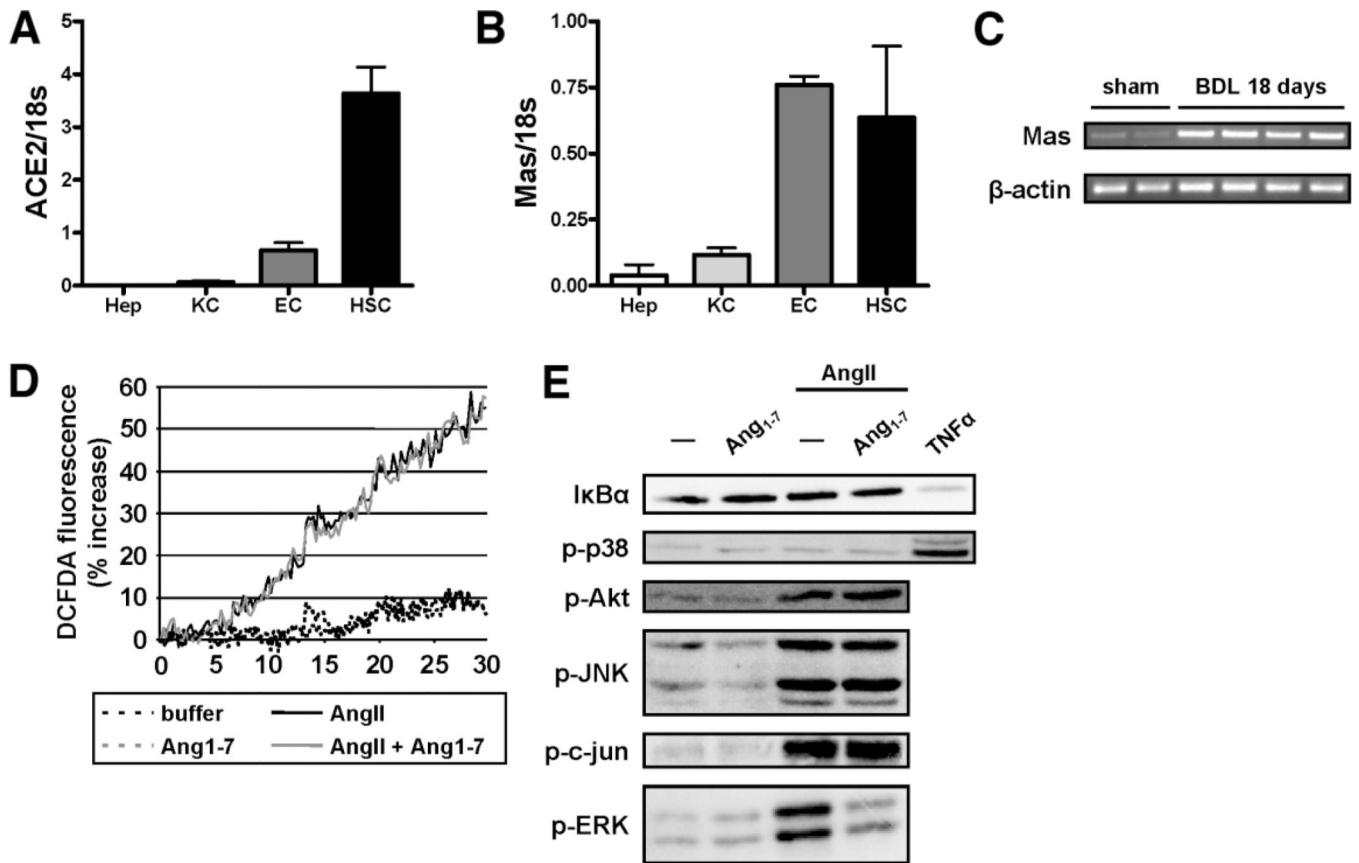 A
ACE2/18s
5
4
3
2
1
0
Hep KC EC HSC
B
Mas/18s
1.00
0.75
0.50
0.25
0.00
Hep KC EC HSC
C
sham BDL 18 days
Mas
β-actin
D
DCFDA fluorescence
(% increase)
60
50
40
30
20
10
0
0 5 10 15 20 25 30
buffer AngII
Ang1-7 AngII + Ang1-7
E
AngII
— Ang1-7 — Ang1-7 TNFα
IκBα
p-p38
p-Akt
p-JNK
p-c-jun
p-ERK